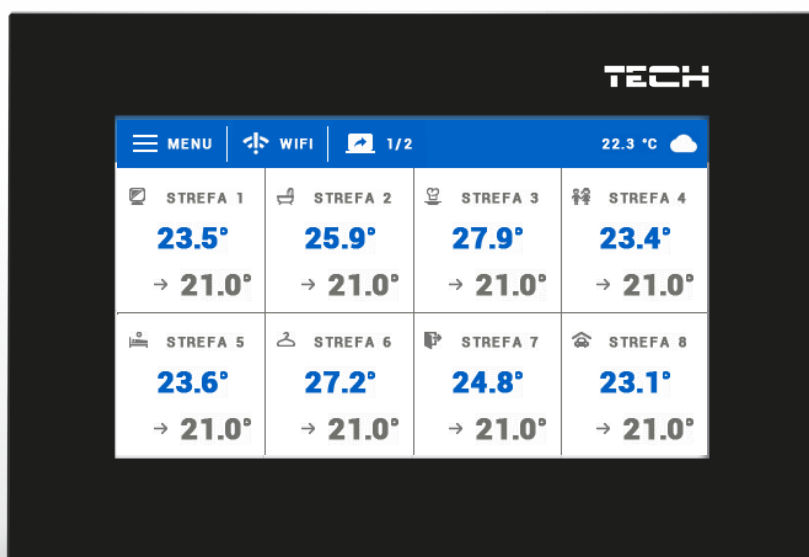 TECH
MENU WIFI 1/2 22.3 °C
STREFA 1 STREFA 2 STREFA 3 STREFA 4
23.5° 25.9° 27.9° 23.4°
→ 21.0° → 21.0° → 21.0° → 21.0°
STREFA 5 STREFA 6 STREFA 7 STREFA 8
23.6° 27.2° 24.8° 23.1°
→ 21.0° → 21.0° → 21.0° → 21.0°